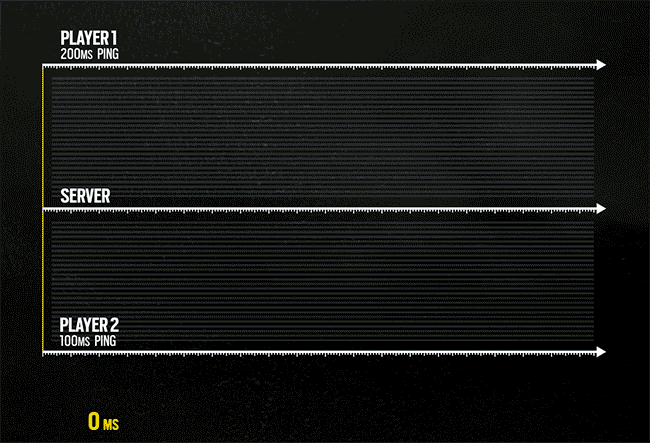 PLAYER 1
200MS PING
SERVER
PLAYER 2
100MS PING
0 MS